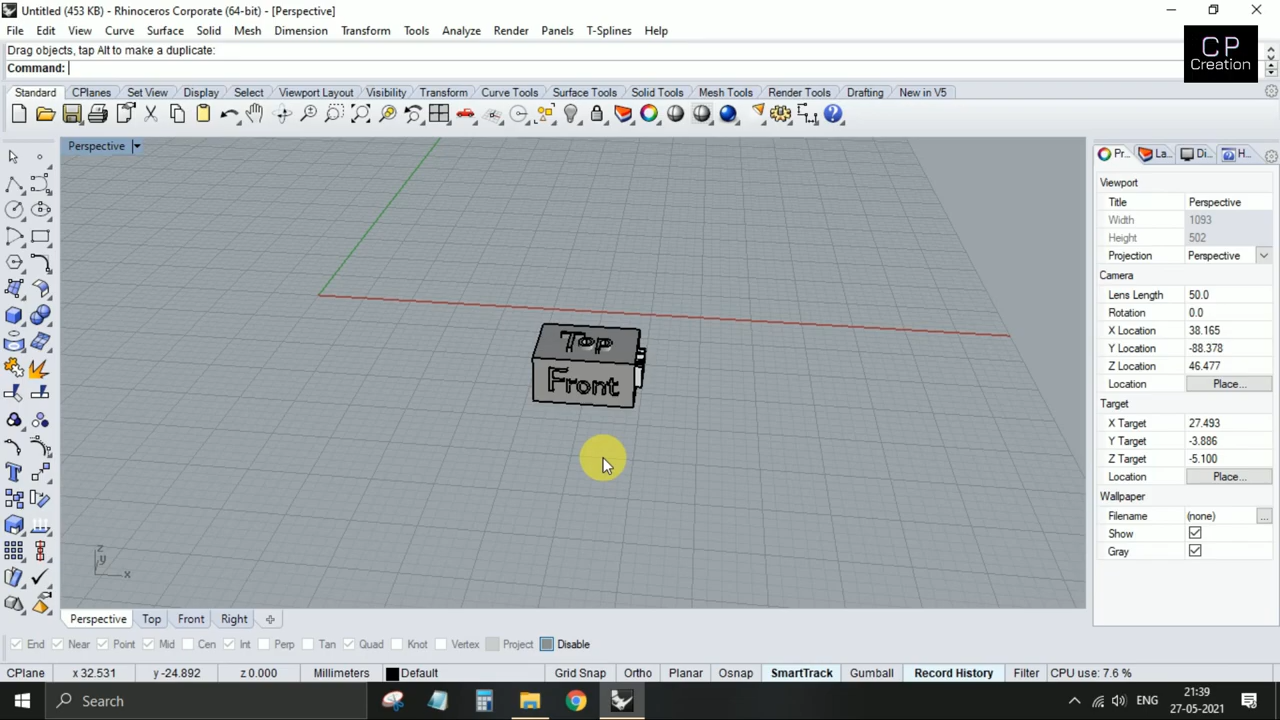 Untitled (453 KB) - Rhinoceros Corporate (64-bit) - [Perspective]
File Edit View Curve Surface Solid Mesh Dimension Transform Tools Analyze Render Panels T-Splines Help
Drag objects, tap Alt to make a duplicate:
Command:
CP
Creation
Standard CPlanes Set View Display Select Viewport Layout Visibility Transform Curve Tools Surface Tools Solid Tools Mesh Tools Render Tools Drafting New in V5
Perspective
Pr... La... Di... H...
Viewport
Title Perspective
Width 1093
Height 502
Projection Perspective
Camera
Lens Length 50.0
Rotation 0.0
X Location 38.165
Y Location -88.378
Z Location 46.477
Location Place...
Target
X Target 27.493
Y Target -3.886
Z Target -5.100
Location Place...
Wallpaper
Filename (none) ...
Show
Gray
Top
Front
z
y
x
Perspective Top Front Right
End Near Point Mid Cen Int Perp Tan Quad Knot Vertex Project Disable
CPlane x 32.531 y -24.892 z 0.000 Millimeters Default Grid Snap Ortho Planar Osnap SmartTrack Gumball Record History Filter CPU use: 7.6 %
Search
ENG
21:39
27-05-2021